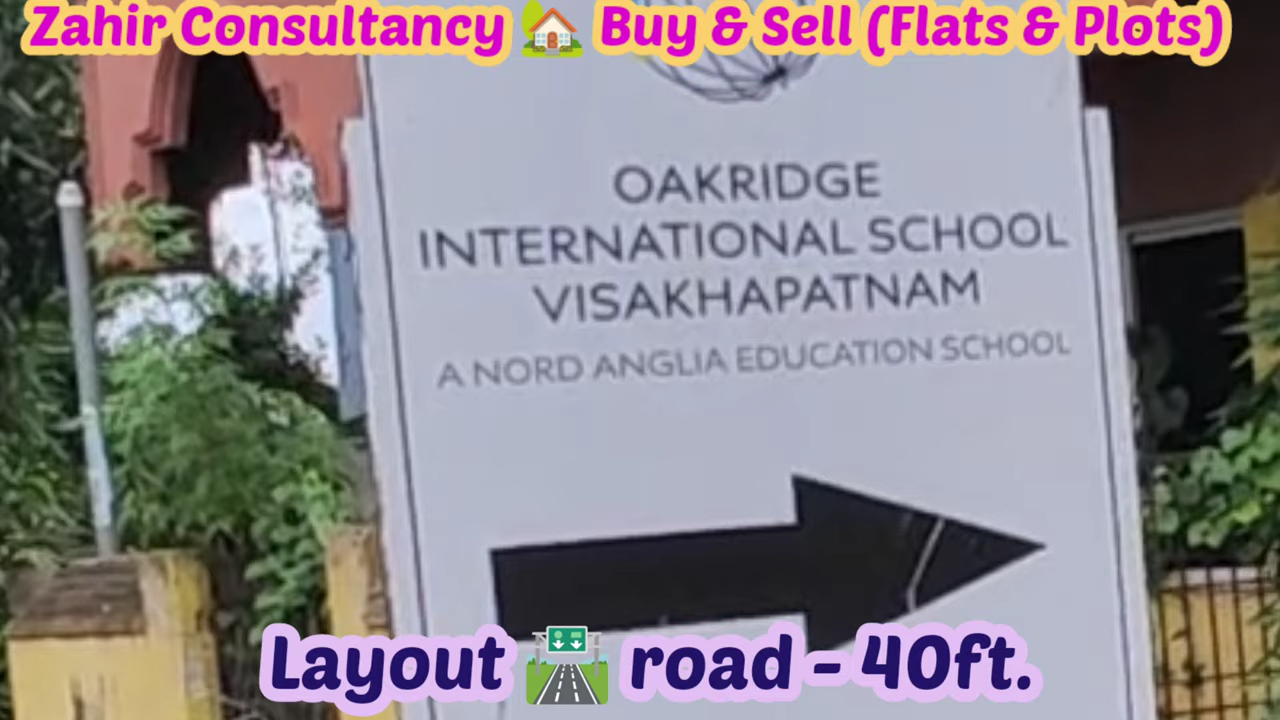 Zahir Consultancy 🏡 Buy & Sell (Flats & Plots)
OAKRIDGE
INTERNATIONAL SCHOOL
VISAKHAPATNAM
A NORD ANGLIA EDUCATION SCHOOL
Layout 🛣️ road - 40ft.